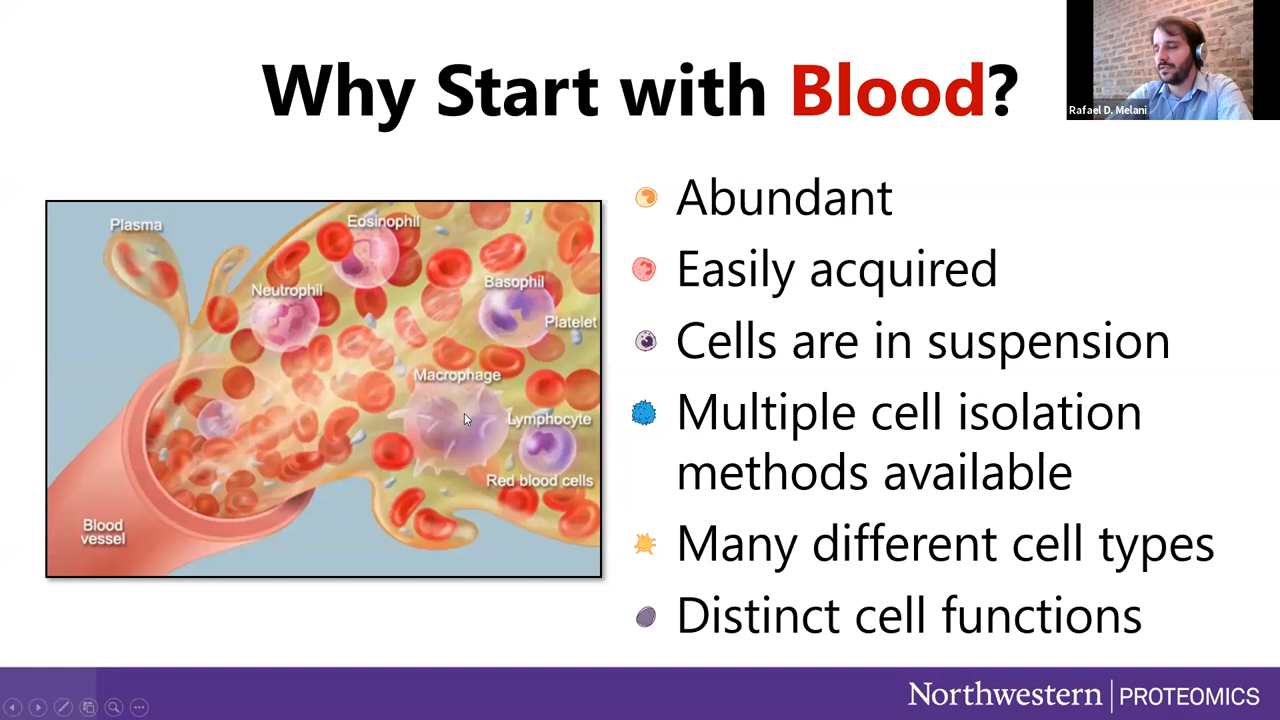 Why Start with Blood?
Rafael D. Melani
Plasma
Eosinophil
Neutrophil
Basophil
Platelet
Macrophage
Lymphocyte
Red blood cells
Blood
vessel
Abundant
Easily acquired
Cells are in suspension
Multiple cell isolation
methods available
Many different cell types
Distinct cell functions
Northwestern | PROTEOMICS